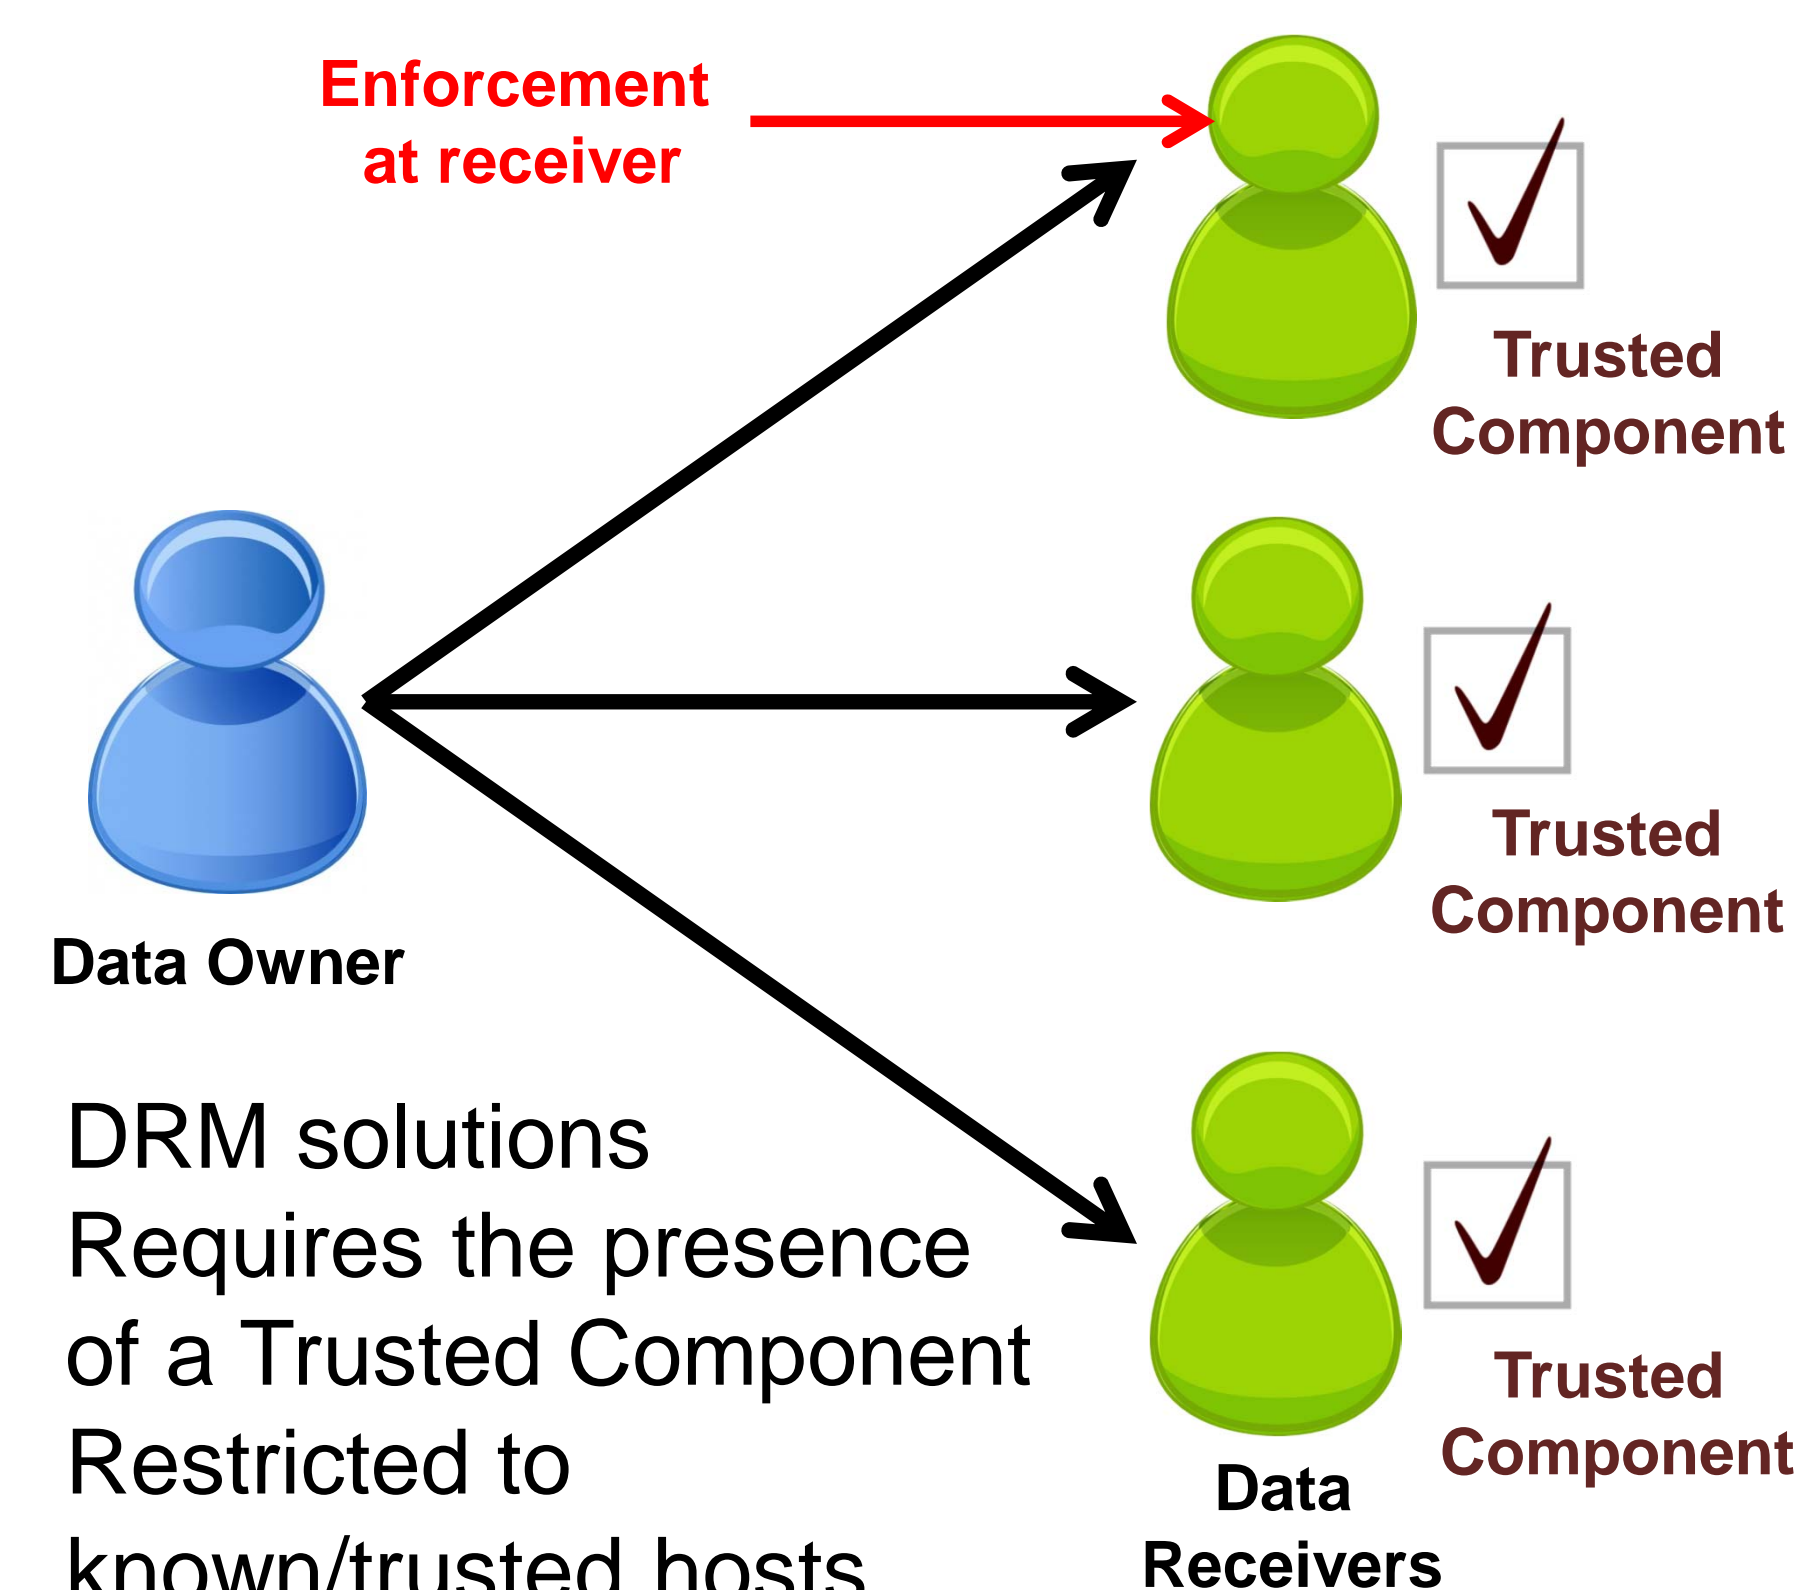 Enforcement
at receiver
Trusted
Component
Trusted
Component
Data Owner
DRM solutions
Requires the presence
of a Trusted Component
Restricted to
known/trusted hosts
Trusted
Component
Data
Receivers